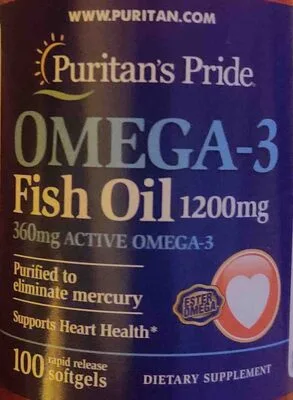 WWW.PURITAN.COM
Puritan's Pride
OMEGA-3
Fish Oil 1200mg
360mg ACTIVE OMEGA-3
Purified to
eliminate mercury
ESTER
OMEGA
Supports Heart Health*
100 rapid release
softgels
DIETARY SUPPLEMENT